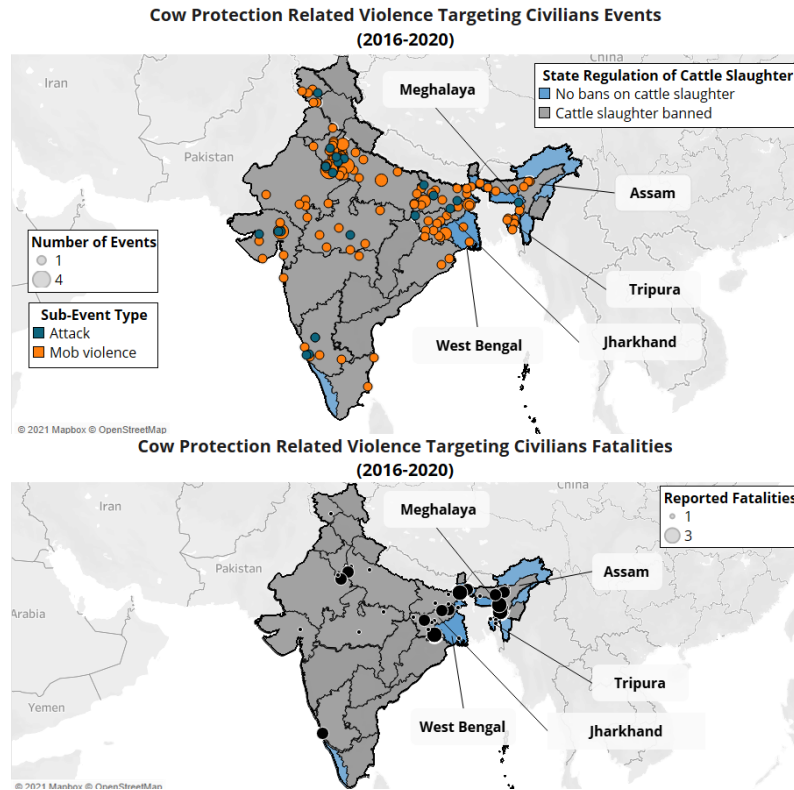 Cow Protection Related Violence Targeting Civilians Events
(2016-2020)
China
Iran
Pakistan
Meghalaya
State Regulation of Cattle Slaughter
No bans on cattle slaughter
Cattle slaughter banned
Assam
Number of Events
1
4
Tripura
Sub-Event Type
Attack
Mob violence
West Bengal
Jharkhand
© 2021 Mapbox © OpenStreetMap
Cow Protection Related Violence Targeting Civilians Fatalities
(2016-2020)
China
Iran
Pakistan
Meghalaya
Reported Fatalities
1
3
Assam
Arabia
Yemen
Tripura
West Bengal
Jharkhand
© 2021 Mapbox © OpenStreetMap